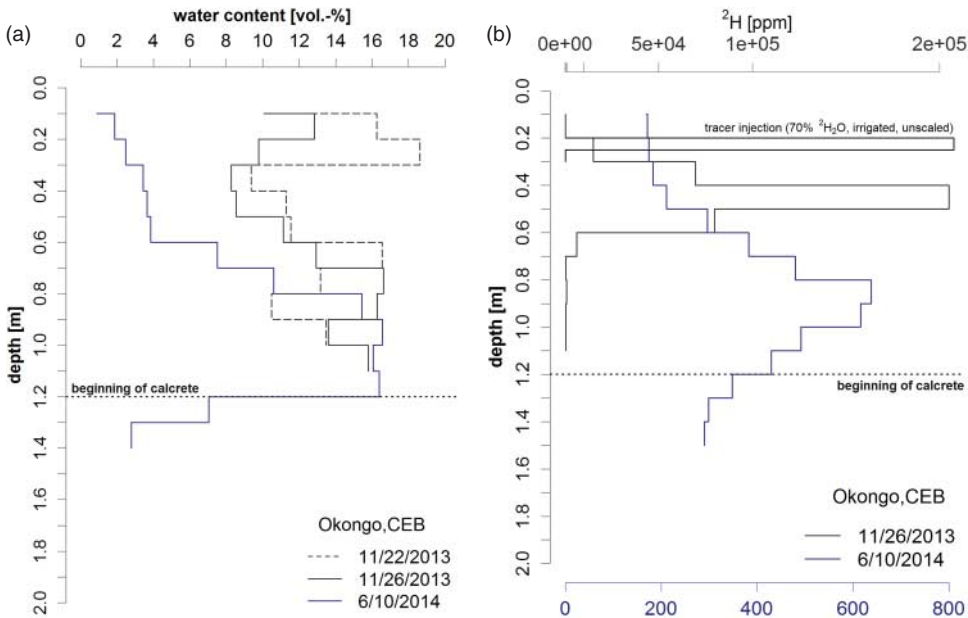 (a)
water content [vol.-%]
0 2 4 6 8 10 12 14 16 18 20
depth [m]
0.0
0.2
0.4
0.6
0.8
1.0
1.2
1.4
1.6
1.8
2.0
beginning of calcrete
Okongo,CEB
11/22/2013
11/26/2013
6/10/2014
(b)
²H [ppm]
0e+00 5e+04 1e+05 2e+05
depth [m]
0.0
0.2
0.4
0.6
0.8
1.0
1.2
1.4
1.6
1.8
2.0
tracer injection (70% ²H₂O, irrigated, unscaled)
beginning of calcrete
Okongo,CEB
11/26/2013
6/10/2014
0 200 400 600 800